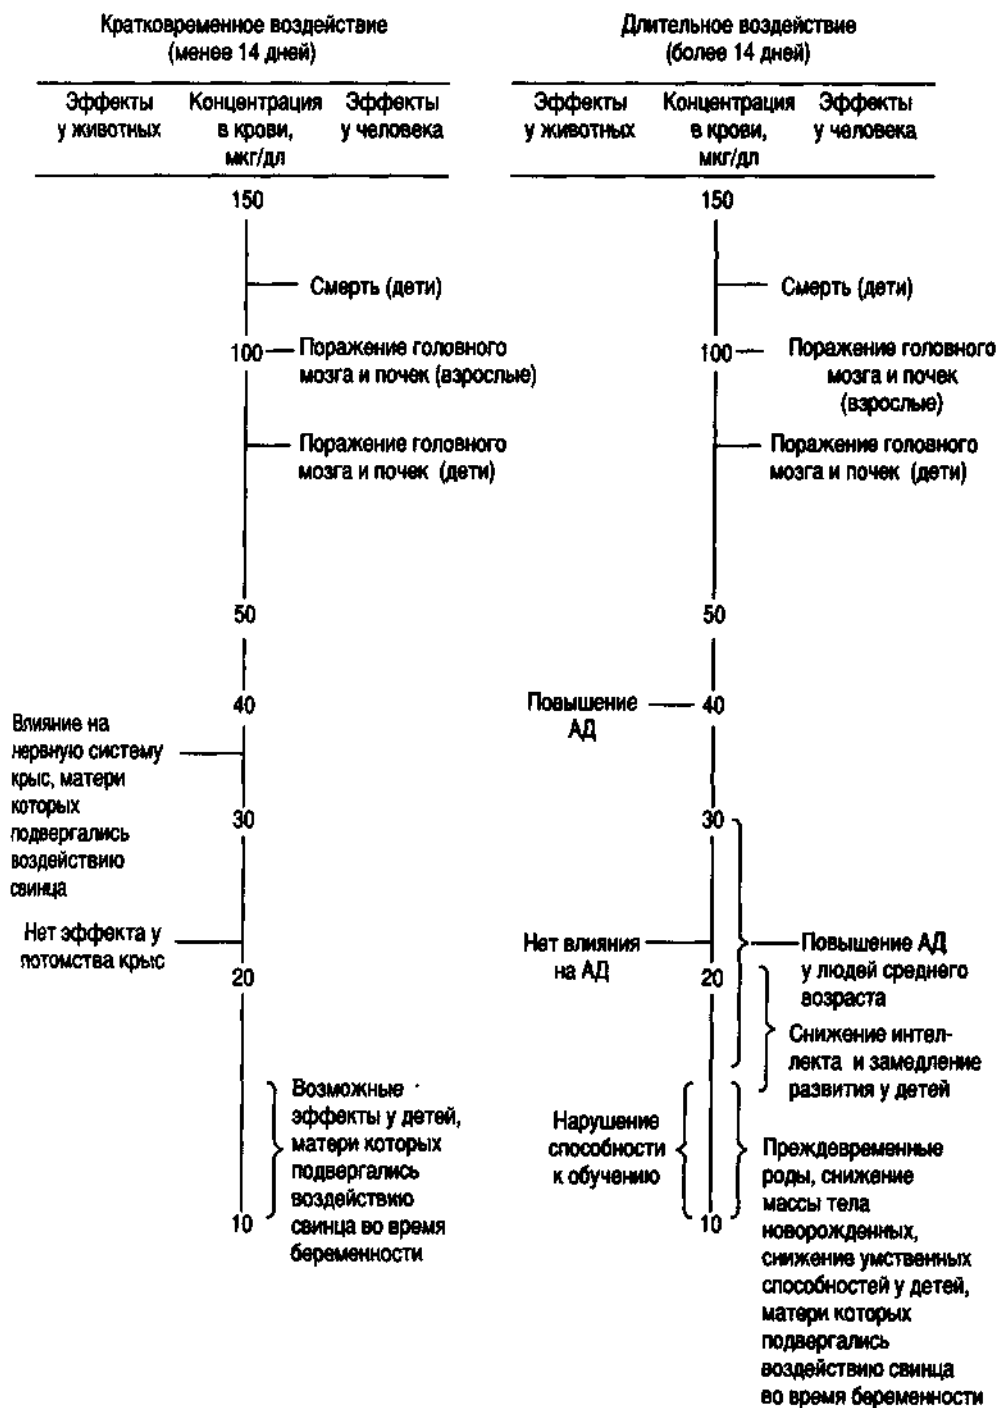 Кратковременное воздействие
(менее 14 дней)
Эффекты
у животных
Концентрация
в крови,
мкг/дл
Эффекты
у человека
150
Смерть (дети)
100
Поражение головного
мозга и почек (взрослые)
Поражение головного
мозга и почек (дети)
50
40
Влияние на
нервную систему
крыс, матери
которых
подвергались
воздействию
свинца
30
Нет эффекта у
потомства крыс
20
Возможные
эффекты у детей,
матери которых
подвергались
воздействию
свинца во время
беременности
10
Длительное воздействие
(более 14 дней)
Эффекты
у животных
Концентрация
в крови,
мкг/дл
Эффекты
у человека
150
Смерть (дети)
100
Поражение головного
мозга и почек
(взрослые)
Поражение головного
мозга и почек (дети)
50
Повышение
АД
40
30
Нет влияния
на АД
Повышение АД
у людей среднего
возраста
20
Снижение интел-
лекта и замедление
развития у детей
Нарушение
способности
к обучению
Преждевременные
роды, снижение
массы тела
новорожденных,
снижение умственных
способностей у детей,
матери которых
подвергались
воздействию свинца
во время беременности
10